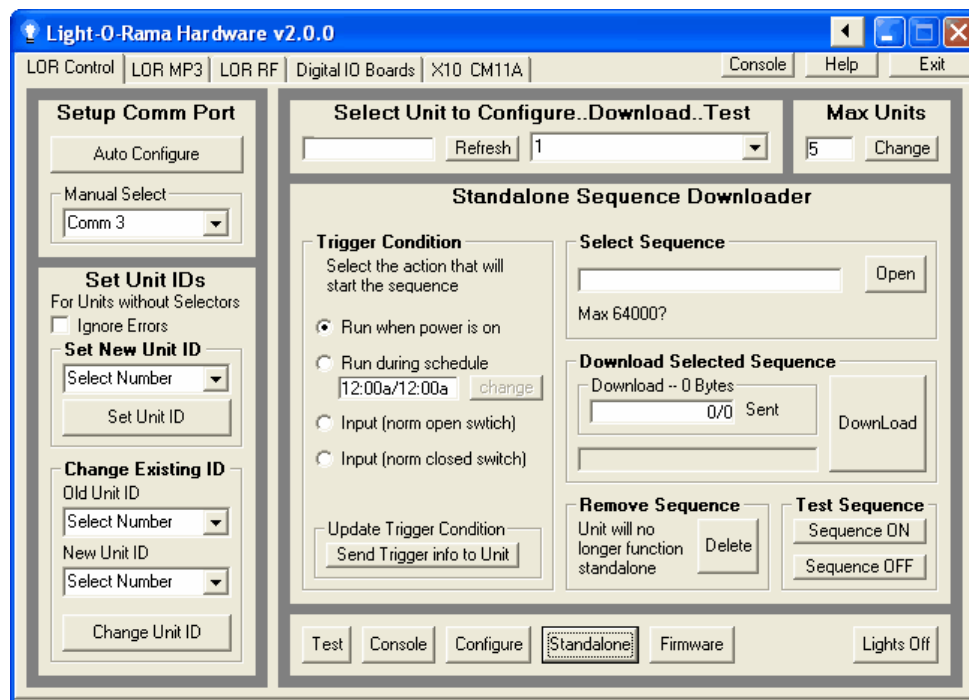 Light-O-Rama Hardware v2.0.0
LOR Control LOR MP3 LOR RF Digital IO Boards X10 CM11A Console Help Exit
Setup Comm Port
Auto Configure
Manual Select
Comm 3
Set Unit IDs
For Units without Selectors
Ignore Errors
Set New Unit ID
Select Number
Set Unit ID
Change Existing ID
Old Unit ID
Select Number
New Unit ID
Select Number
Change Unit ID
Select Unit to Configure..Download..Test
Refresh 1
Max Units
5 Change
Standalone Sequence Downloader
Trigger Condition
Select the action that will
start the sequence
Run when power is on
Run during schedule
12:00a/12:00a change
Input (norm open swtich)
Input (norm closed switch)
Update Trigger Condition
Send Trigger info to Unit
Select Sequence
Open
Max 64000?
Download Selected Sequence
Download -- 0 Bytes
0/0 Sent
DownLoad
Remove Sequence
Unit will no
longer function
standalone
Delete
Test Sequence
Sequence ON
Sequence OFF
Test Console Configure Standalone Firmware Lights Off